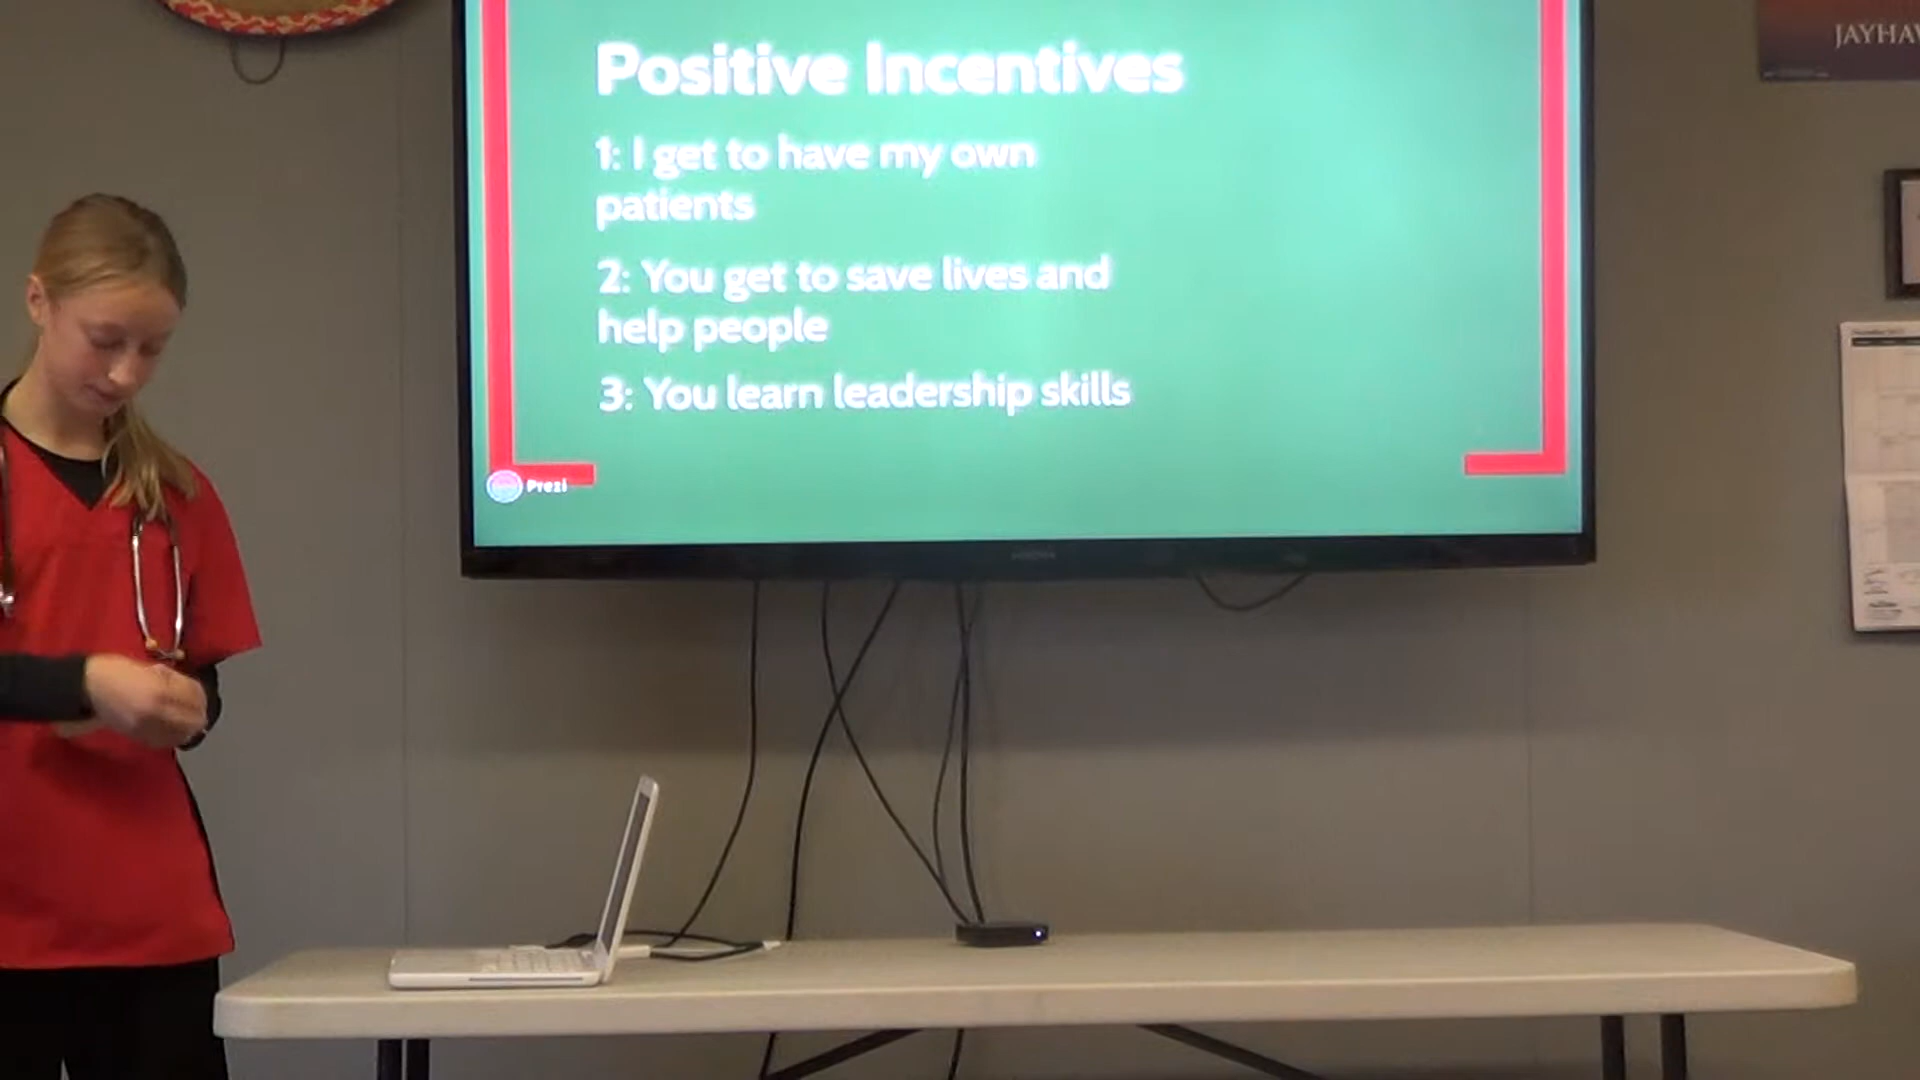 JAYHAW
Positive Incentives
1: I get to have my own
patients
2: You get to save lives and
help people
3: You learn leadership skills
Prezi